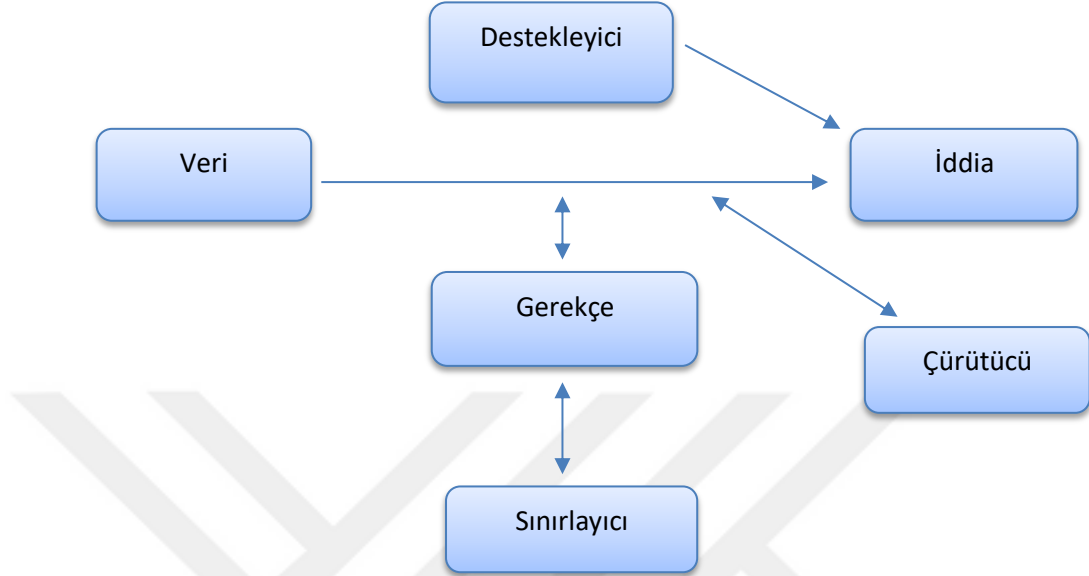 Destekleyici
Veri
İddia
Gerekçe
Çürütücü
Sınırlayıcı